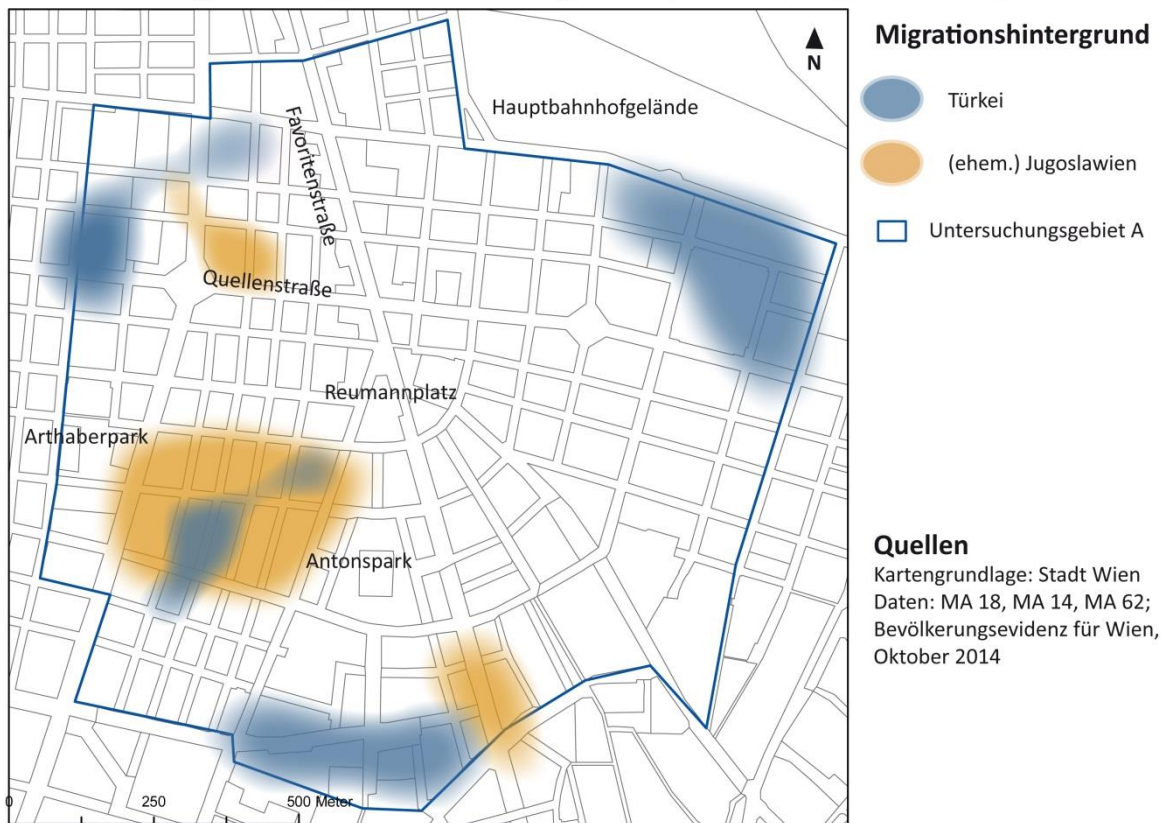 N
Hauptbahnhofgelände
Favoritenstraße
Quellenstraße
Reumannplatz
Arthaberpark
Antonspark
0
250
500 Meter
Migrationshintergrund
Türkei
(ehem.) Jugoslawien
Untersuchungsgebiet A
Quellen
Kartengrundlage: Stadt Wien
Daten: MA 18, MA 14, MA 62;
Bevölkerungsevidenz für Wien,
Oktober 2014